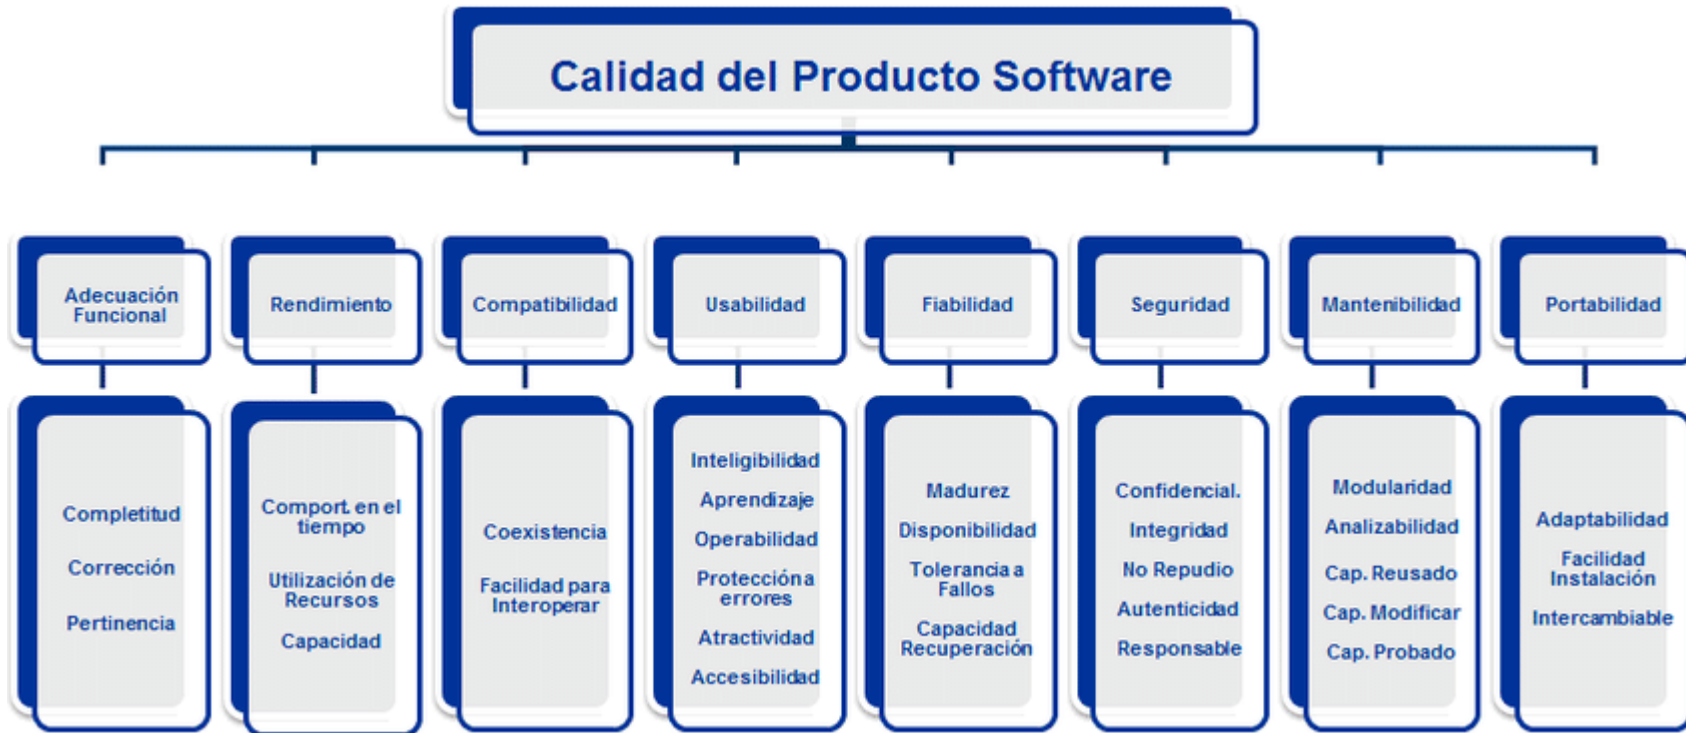 Calidad del Producto Software
Adecuación
Funcional
Rendimiento
Compatibilidad
Usabilidad
Fiabilidad
Seguridad
Mantenibilidad
Portabilidad
Completitud
Corrección
Pertinencia
Comport. en el
tiempo
Utilización de
Recursos
Capacidad
Coexistencia
Facilidad para
Interoperar
Inteligibilidad
Aprendizaje
Operabilidad
Protección a
errores
Atractividad
Accesibilidad
Madurez
Disponibilidad
Tolerancia a
Fallos
Capacidad
Recuperación
Confidencial.
Integridad
No Repudio
Autenticidad
Responsable
Modularidad
Analizabilidad
Cap. Reusado
Cap. Modificar
Cap. Probado
Adaptabilidad
Facilidad
Instalación
Intercambiable